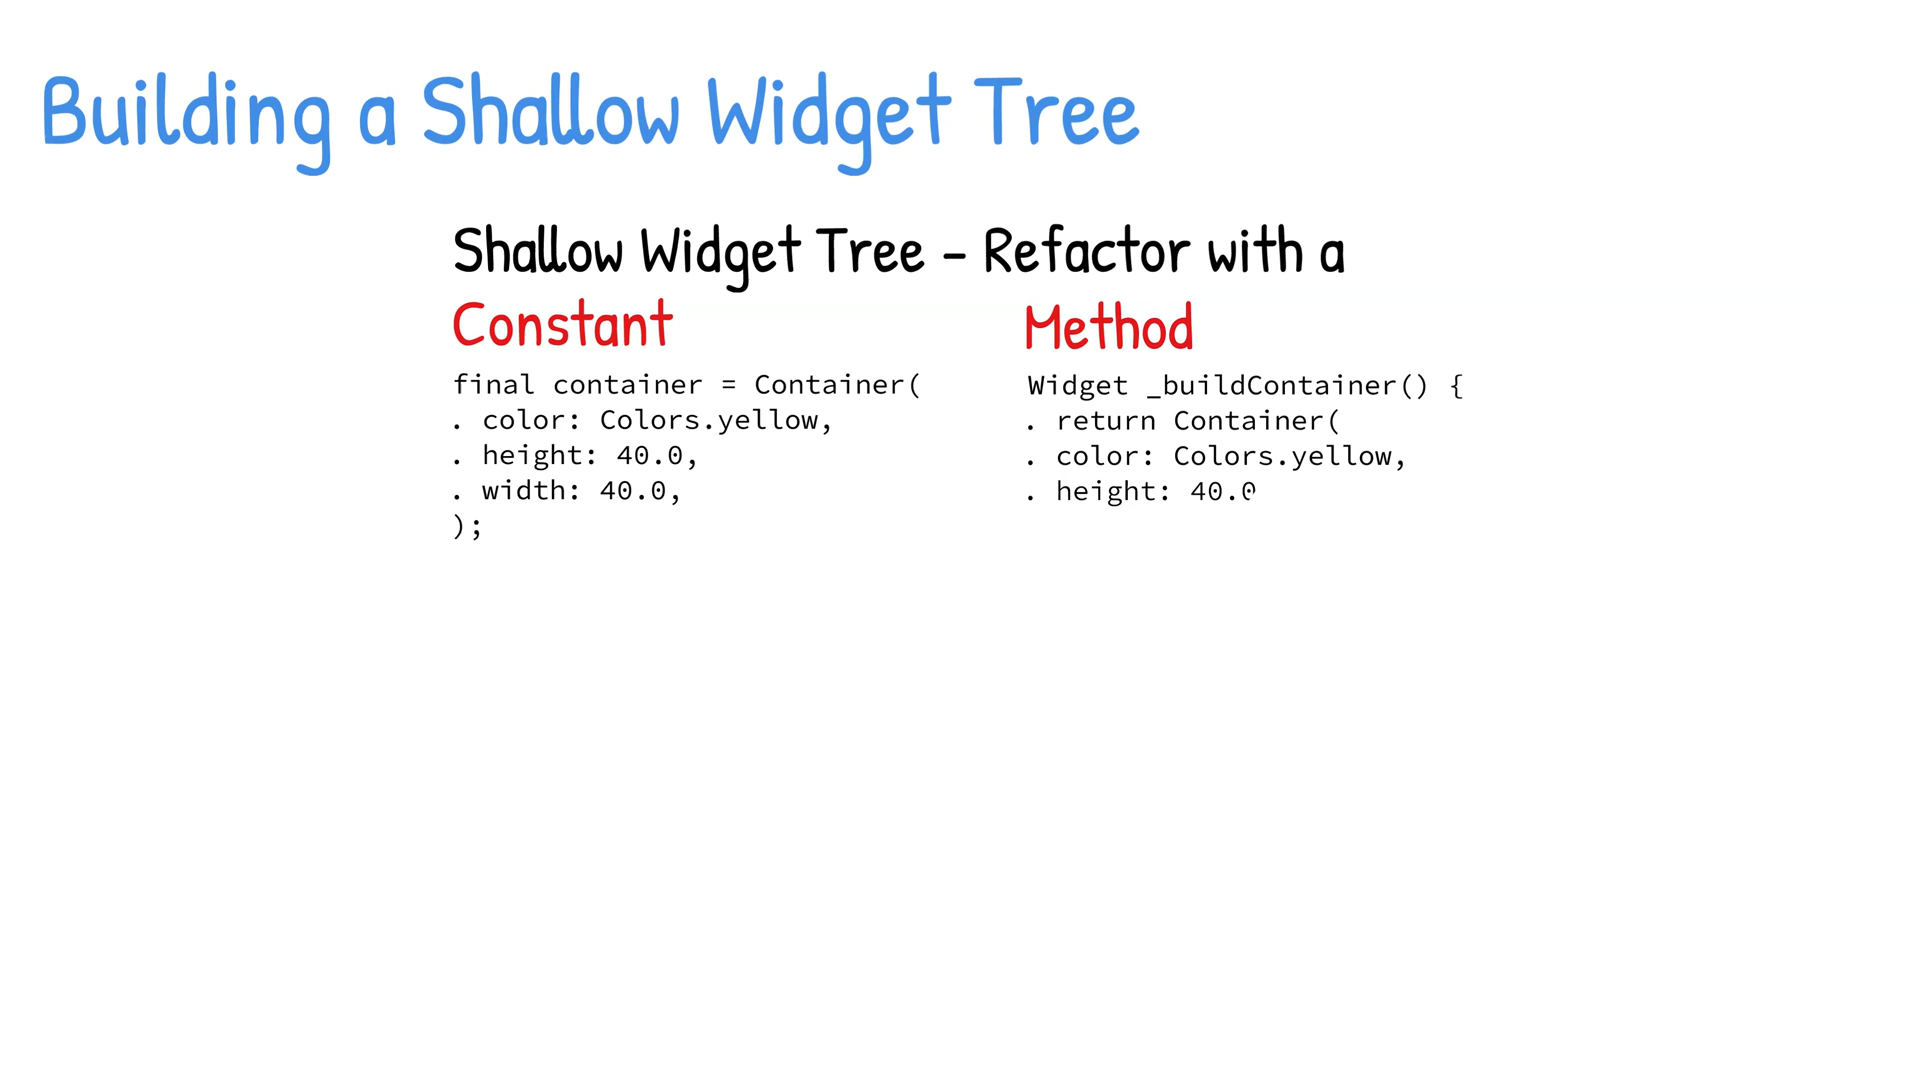 Building a Shallow Widget Tree
Shallow Widget Tree - Refactor with a
Constant
final container = Container(
. color: Colors.yellow,
. height: 40.0,
. width: 40.0,
);
Method
Widget _buildContainer() {
. return Container(
. color: Colors.yellow,
. height: 40.0